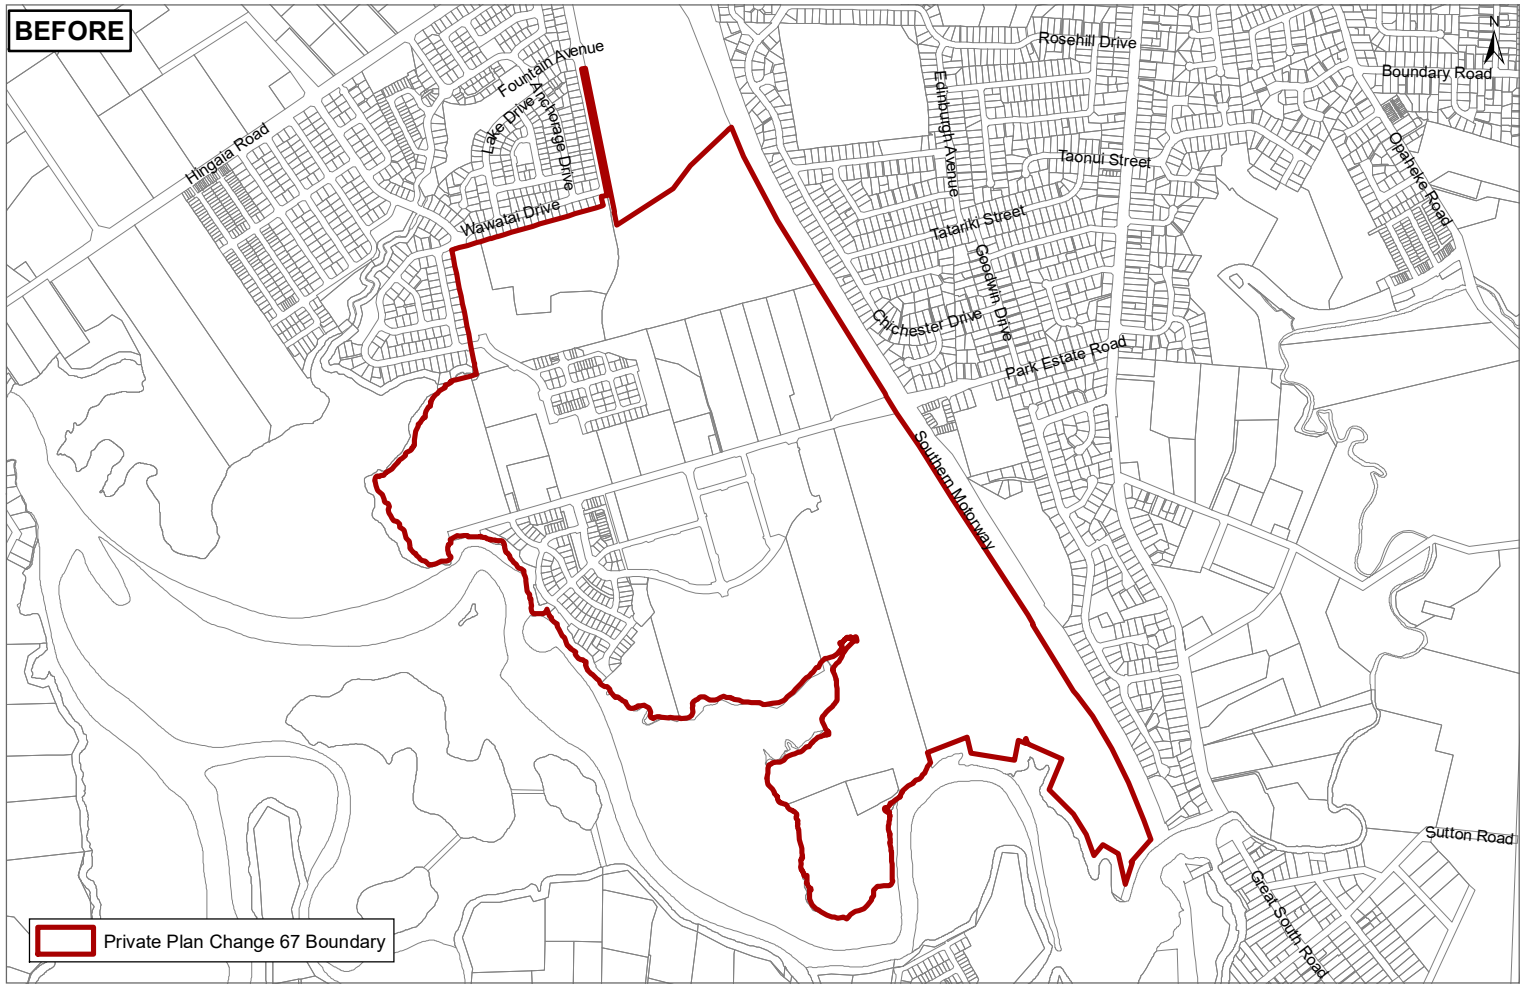 BEFORE
N
Rosehill Drive
Boundary Road
Fountain Avenue
Lake Drive
Anchorage Drive
Edinburgh Avenue
Hingaia Road
Taonui Street
Opaheke Road
Wawatai Drive
Tatariki Street
Goodwin Drive
Chichester Drive
Park Estate Road
Southern Motorway
Sutton Road
Great South Road
Private Plan Change 67 Boundary